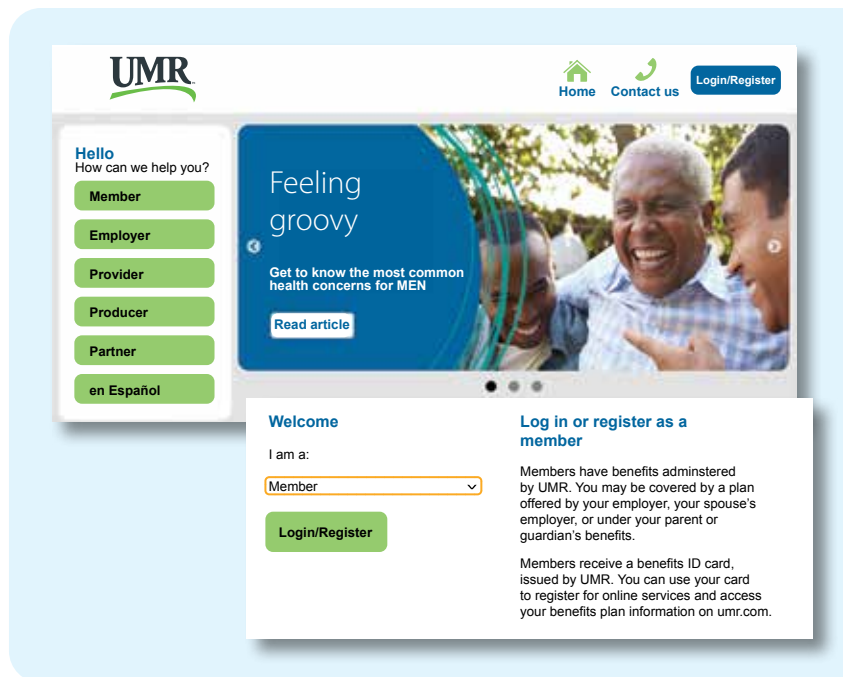 UMR
Home
Contact us
Login/Register
Hello
How can we help you?
Member
Employer
Provider
Producer
Partner
en Español
Feeling
groovy
Get to know the most common
health concerns for MEN
Read article
Welcome
I am a:
Member
Login/Register
Log in or register as a
member
Members have benefits adminstered
by UMR. You may be covered by a plan
offered by your employer, your spouse's
employer, or under your parent or
guardian's benefits.
Members receive a benefits ID card,
issued by UMR. You can use your card
to register for online services and access
your benefits plan information on umr.com.